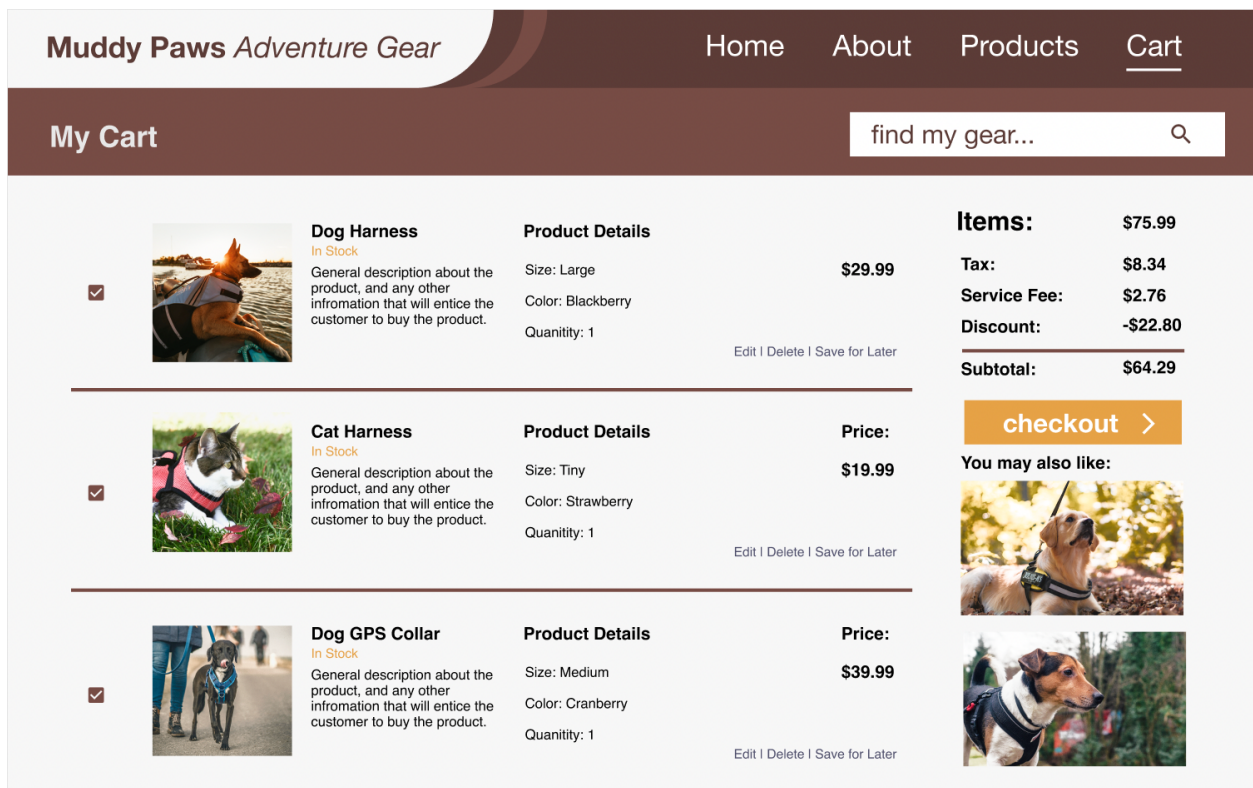 Muddy Paws Adventure Gear
Home
About
Products
Cart
My Cart
find my gear...
Dog Harness
In Stock
General description about the
product, and any other
infromation that will entice the
customer to buy the product.
Product Details
Size: Large
Color: Blackberry
Quanitity: 1
$29.99
Edit | Delete | Save for Later
Cat Harness
In Stock
General description about the
product, and any other
infromation that will entice the
customer to buy the product.
Product Details
Size: Tiny
Color: Strawberry
Quanitity: 1
Price:
$19.99
Edit | Delete | Save for Later
Dog GPS Collar
In Stock
General description about the
product, and any other
infromation that will entice the
customer to buy the product.
Product Details
Size: Medium
Color: Cranberry
Quanitity: 1
Price:
$39.99
Edit | Delete | Save for Later
Items: $75.99
Tax: $8.34
Service Fee: $2.76
Discount: -$22.80
Subtotal: $64.29
checkout
You may also like: